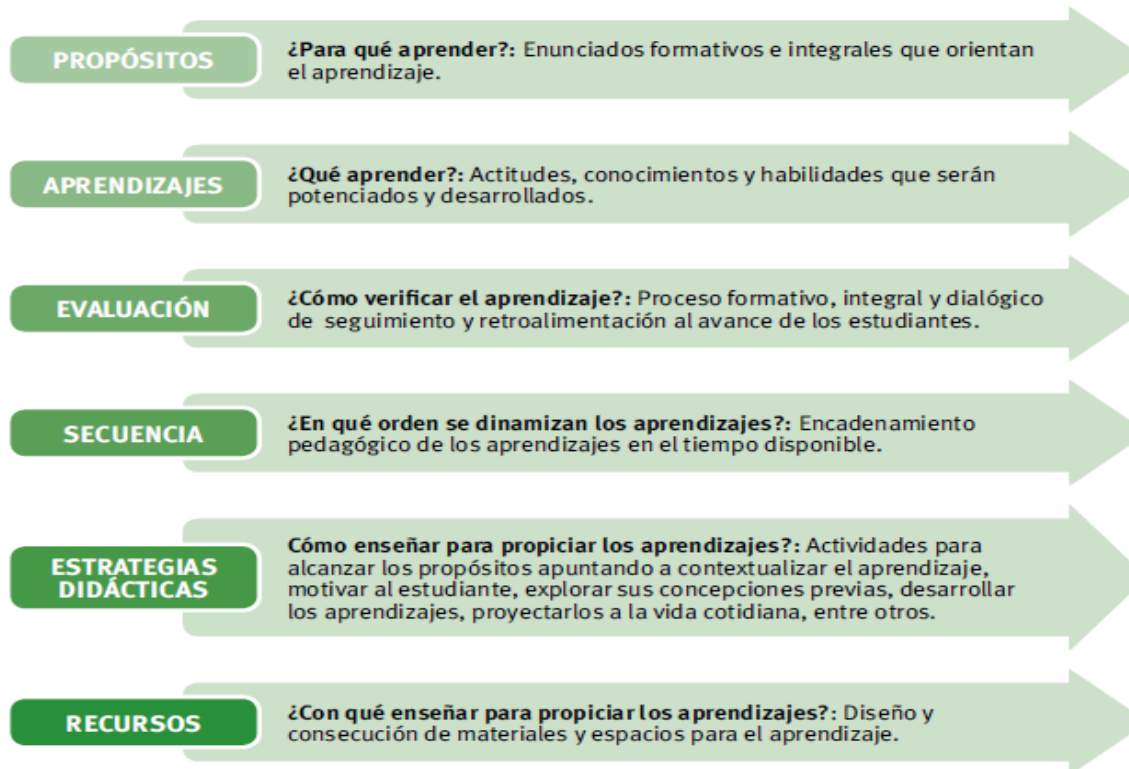 PROPÓSITOS
¿Para qué aprender?: Enunciados formativos e integrales que orientan
el aprendizaje.
APRENDIZAJES
¿Qué aprender?: Actitudes, conocimientos y habilidades que serán
potenciados y desarrollados.
EVALUACIÓN
¿Cómo verificar el aprendizaje?: Proceso formativo, integral y dialógico
de seguimiento y retroalimentación al avance de los estudiantes.
SECUENCIA
¿En qué orden se dinamizan los aprendizajes?: Encadenamiento
pedagógico de los aprendizajes en el tiempo disponible.
ESTRATEGIAS
DIDÁCTICAS
Cómo enseñar para propiciar los aprendizajes?: Actividades para
alcanzar los propósitos apuntando a contextualizar el aprendizaje,
motivar al estudiante, explorar sus concepciones previas, desarrollar
los aprendizajes, proyectarlos a la vida cotidiana, entre otros.
RECURSOS
¿Con qué enseñar para propiciar los aprendizajes?: Diseño y
consecución de materiales y espacios para el aprendizaje.